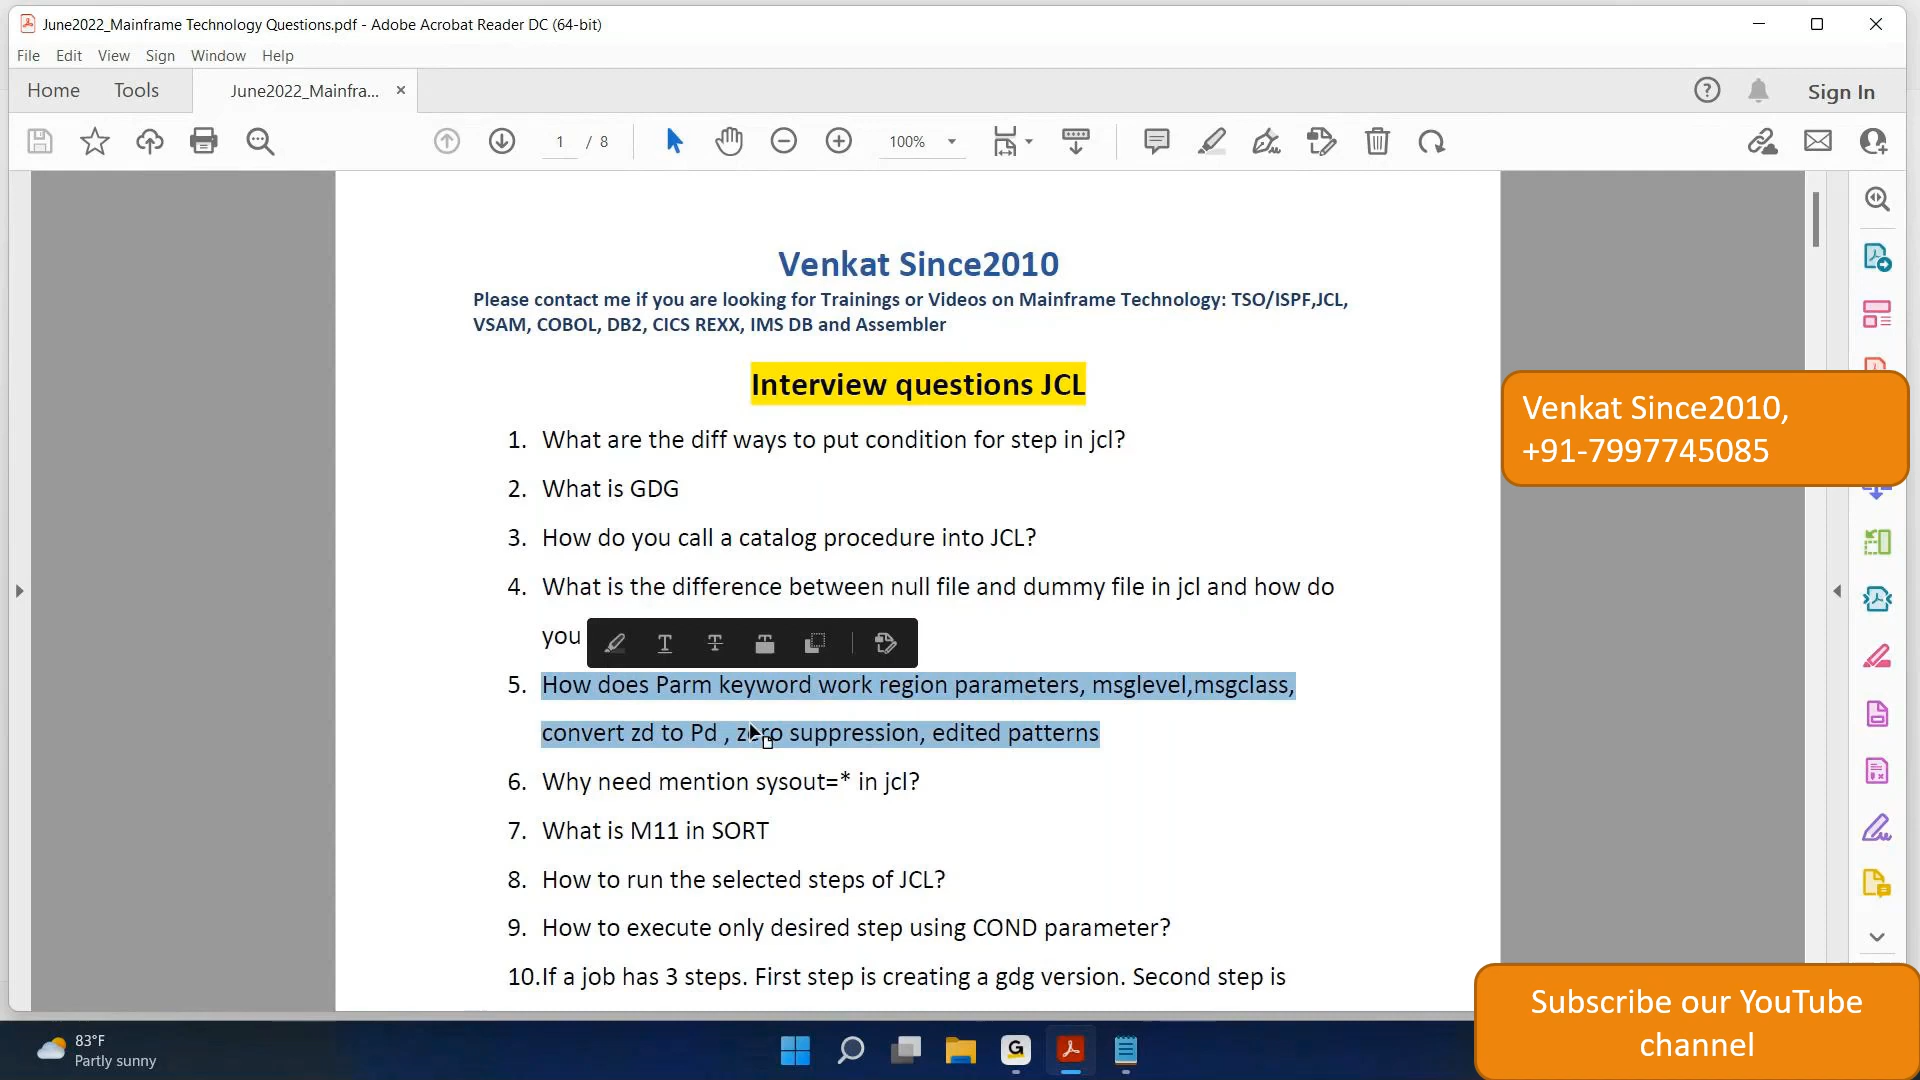 June2022_Mainframe Technology Questions.pdf - Adobe Acrobat Reader DC (64-bit)
File Edit View Sign Window Help
Home Tools June2022_Mainfra... × Sign In
1 / 8 100%
Venkat Since2010
Please contact me if you are looking for Trainings or Videos on Mainframe Technology: TSO/ISPF,JCL,
VSAM, COBOL, DB2, CICS REXX, IMS DB and Assembler
Interview questions JCL
Venkat Since2010,
+91-7997745085
1. What are the diff ways to put condition for step in jcl?
2. What is GDG
3. How do you call a catalog procedure into JCL?
4. What is the difference between null file and dummy file in jcl and how do
you
5. How does Parm keyword work region parameters, msglevel,msgclass,
convert zd to Pd , zero suppression, edited patterns
6. Why need mention sysout=* in jcl?
7. What is M11 in SORT
8. How to run the selected steps of JCL?
9. How to execute only desired step using COND parameter?
10.If a job has 3 steps. First step is creating a gdg version. Second step is
Subscribe our YouTube
channel
83°F
Partly sunny